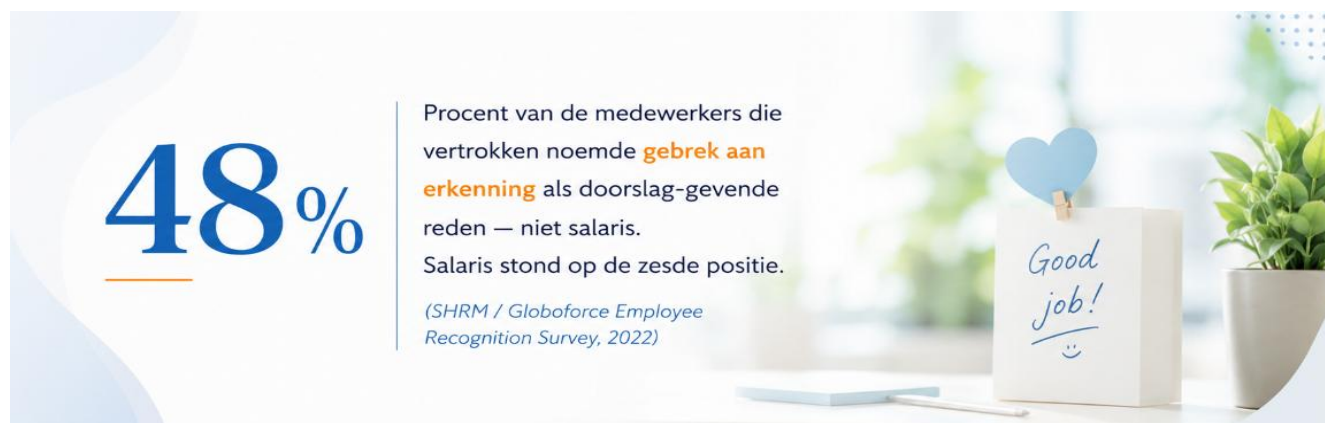 48%
Procent van de medewerkers die
vertrokken noemde gebrek aan
erkenning als doorslag-gevende
reden — niet salaris.
Salaris stond op de zesde positie.
(SHRM / Globoforce Employee
Recognition Survey, 2022)
Good
job!